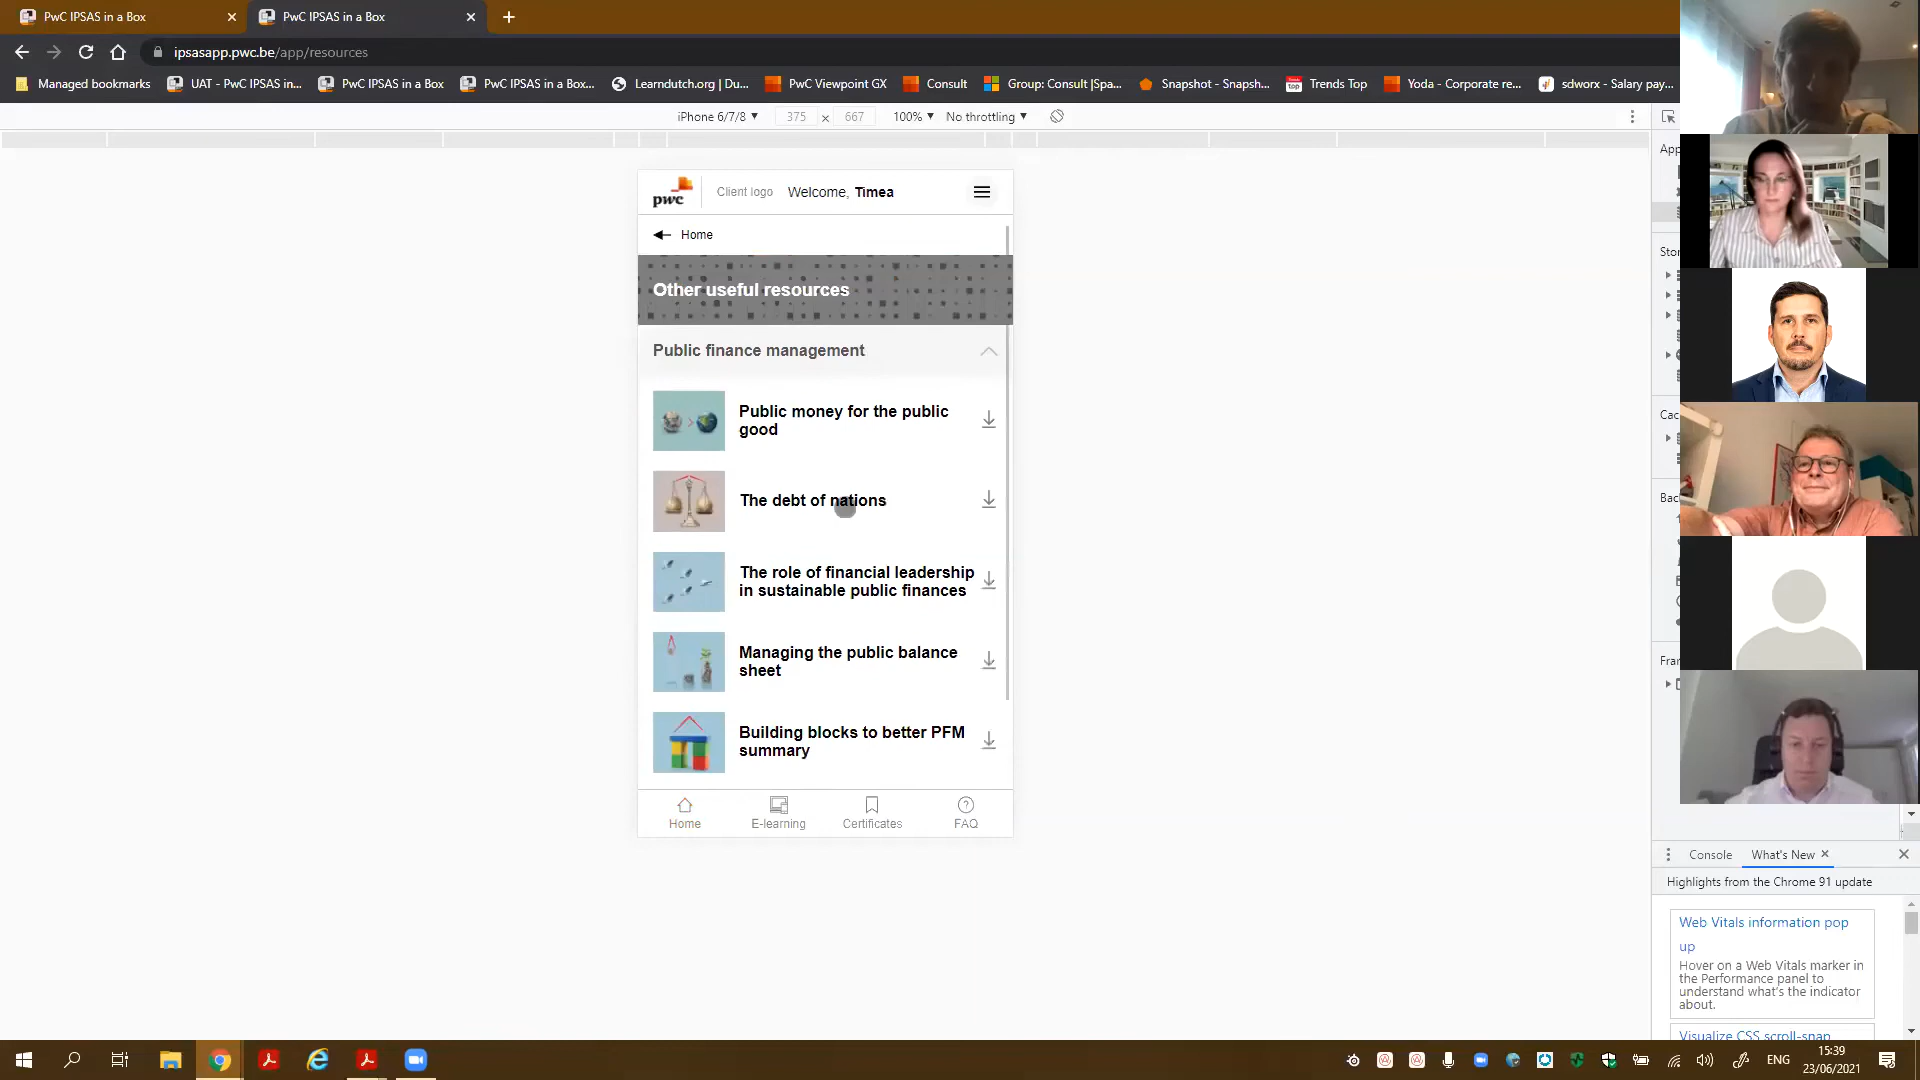 PwC IPSAS in a Box
PwC IPSAS in a Box
ipsasapp.pwc.be/app/resources
Managed bookmarks
UAT - PwC IPSAS in...
PwC IPSAS in a Box
PwC IPSAS in a Box...
Learndutch.org | Du...
PwC Viewpoint GX
Consult
Group: Consult |Spa...
Snapshot - Snapsh...
Trends Top
Yoda - Corporate re...
sdworx - Salary pay...
iPhone 6/7/8
375 x 667
100%
No throttling
pwc
Client logo
Welcome, Timea
Home
Other useful resources
Public finance management
Public money for the public
good
The debt of nations
The role of financial leadership
in sustainable public finances
Managing the public balance
sheet
Building blocks to better PFM
summary
Home
E-learning
Certificates
FAQ
App
Stor
Cac
Bac
Fra
Console
What's New
Highlights from the Chrome 91 update
Web Vitals information pop
up
Hover on a Web Vitals marker in
the Performance panel to
understand what's the indicator
about.
Visualize CSS scroll-snap
ENG
15:39
23/06/2021